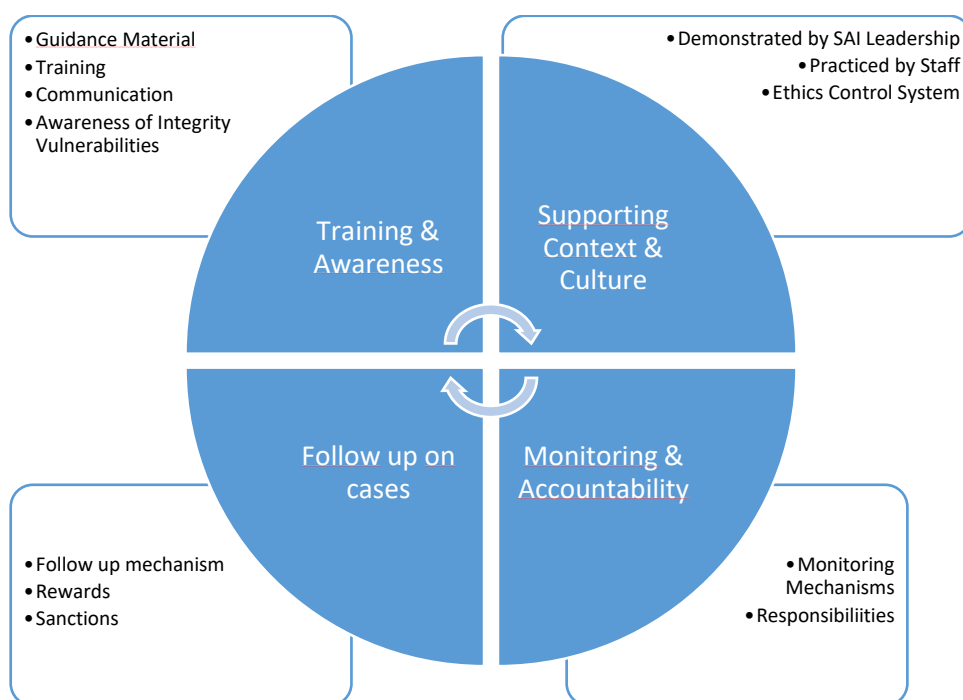 •Guidance Material
•Training
•Communication
•Awareness of Integrity
Vulnerabilities
•Demonstrated by SAI Leadership
•Practiced by Staff
•Ethics Control System
Training &
Awareness
Supporting
Context &
Culture
Follow up on
cases
Monitoring &
Accountability
•Follow up mechanism
•Rewards
•Sanctions
•Monitoring
Mechanisms
•Responsibiliities